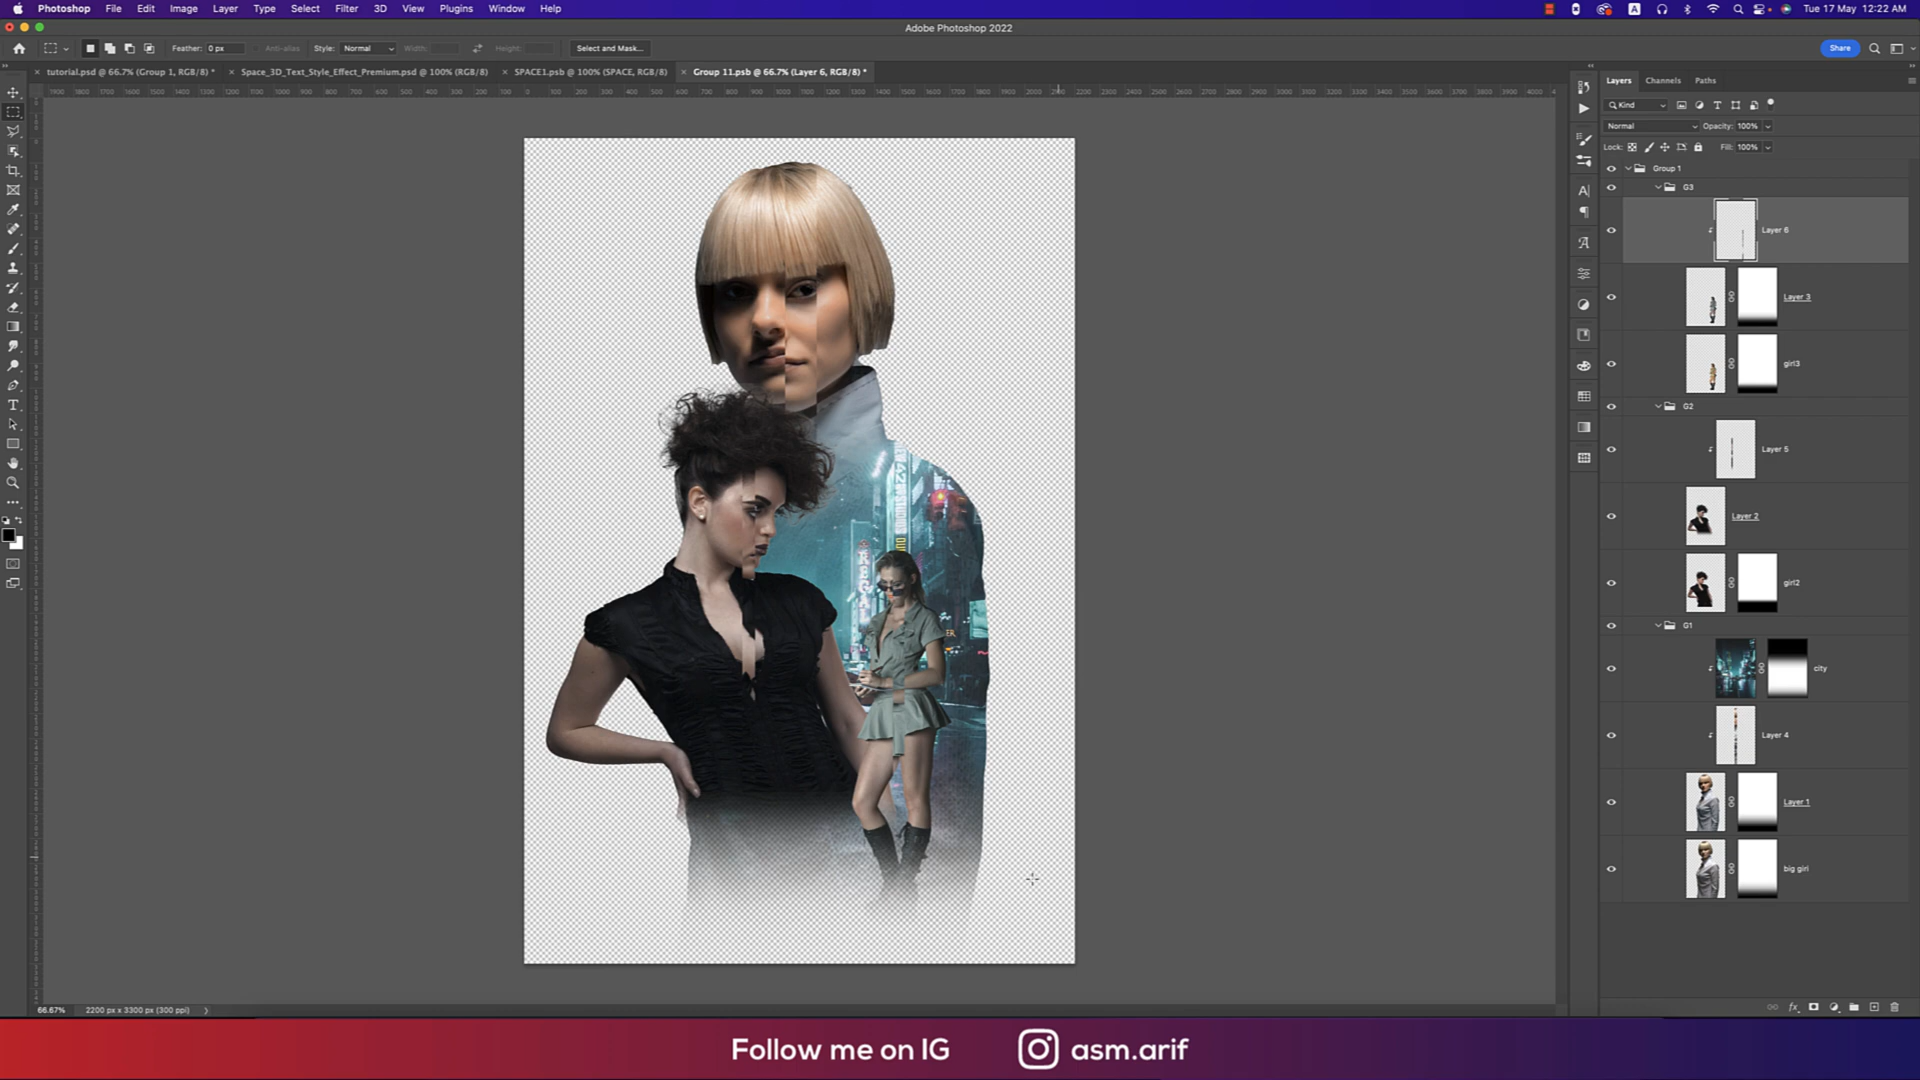 Photoshop File Edit Image Layer Type Select Filter 3D View Plugins Window Help
A Tue 17 May 12:22 AM
Adobe Photoshop 2022
Feather: 0 px Anti-alias Style: Normal Width: Height: Select and Mask... Share
tutorial.psd @ 66.7% (Group 1, RGB/8) * Space_3D_Text_Style_Effect_Premium.psd @ 100% (RGB/8) SPACE1.psb @ 100% (SPACE, RGB/8) Group 11.psb @ 66.7% (Layer 6, RGB/8) *
Layers Channels Paths
Kind
Normal Opacity: 100%
Lock: Fill: 100%
Group 1
G3
Layer 6
Layer 3
girl3
G2
Layer 5
Layer 2
girl2
G1
city
Layer 4
Layer 1
big girl
66.67% 2200 px x 3300 px (300 ppi)
Follow me on IG asm.arif